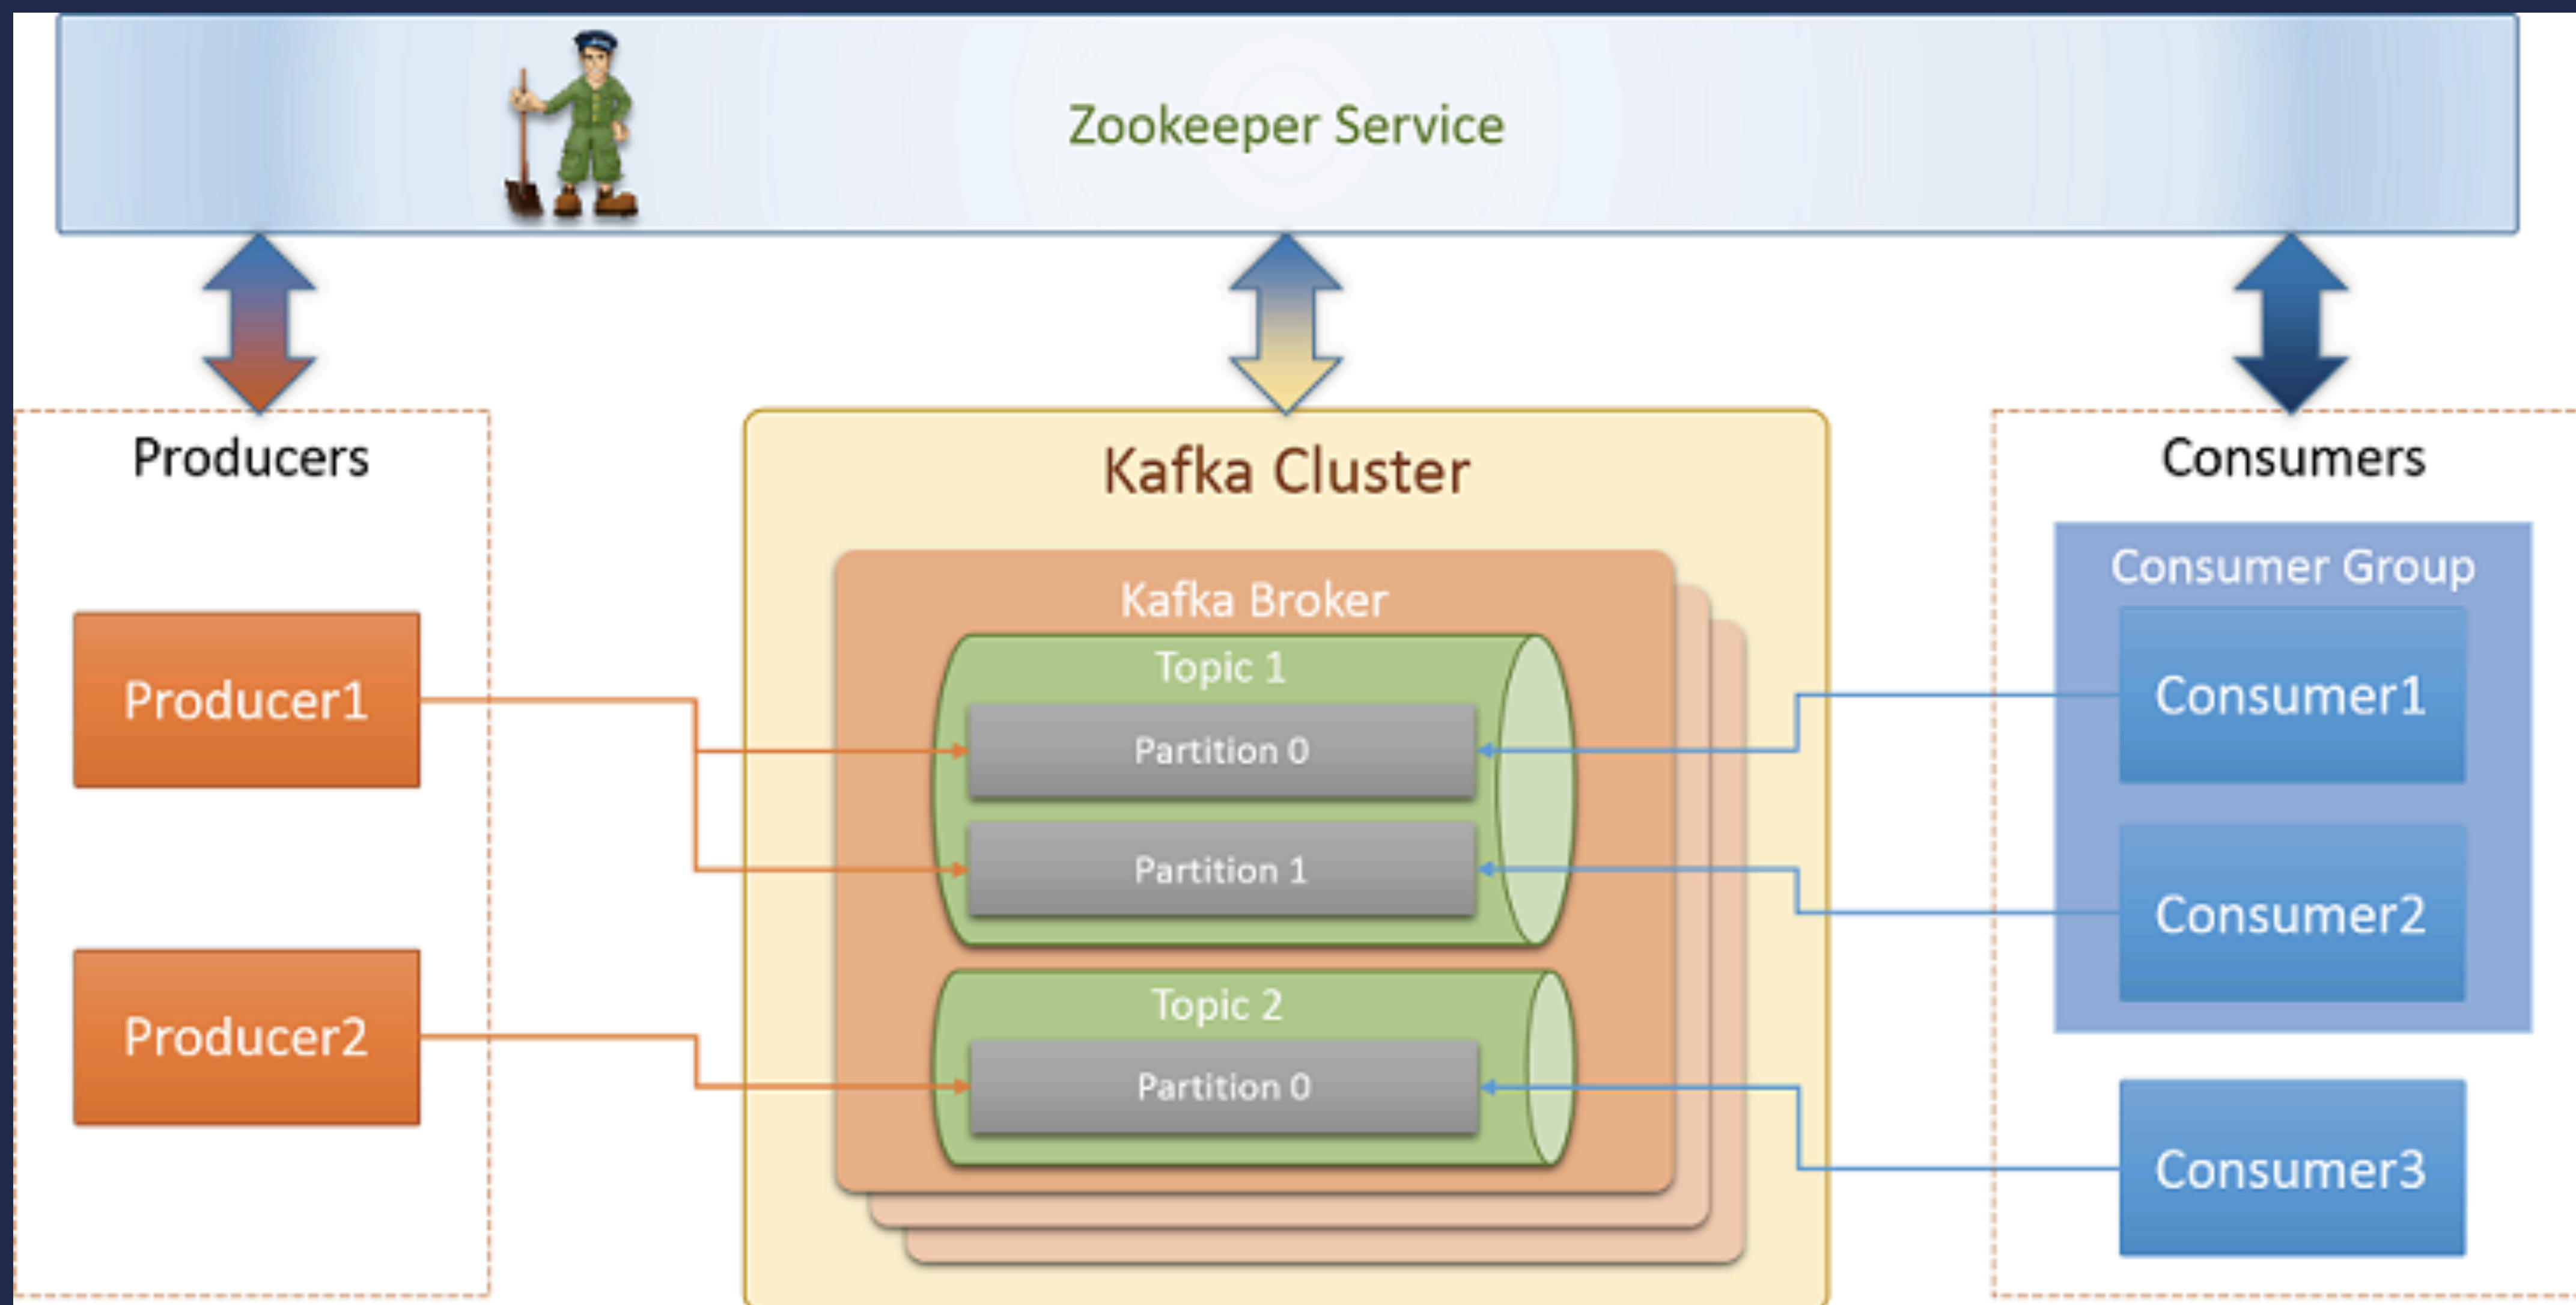 Zookeeper Service
Producers
Producer1
Producer2
Kafka Cluster
Kafka Broker
Topic 1
Partition 0
Partition 1
Topic 2
Partition 0
Consumers
Consumer Group
Consumer1
Consumer2
Consumer3